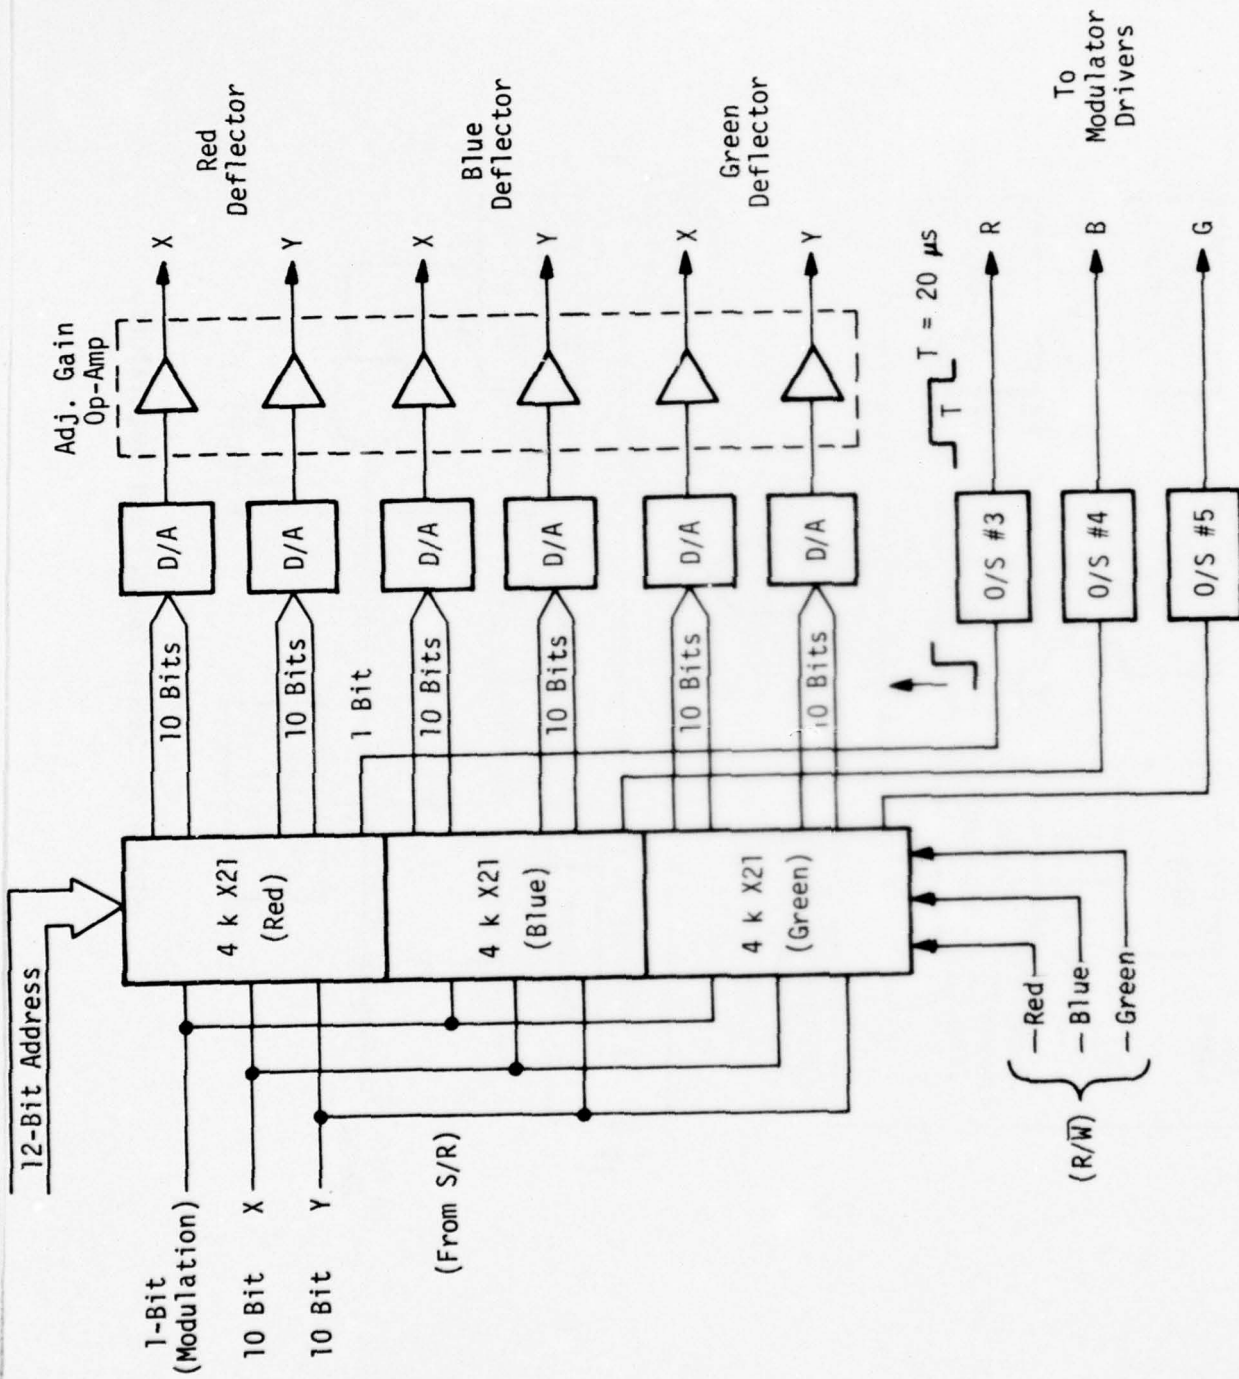 12-Bit Address
1-Bit
(Modulation)
10 Bit X
10 Bit Y
(From S/R)
4 k X21
(Red)
4 k X21
(Blue)
4 k X21
(Green)
(R/W̅)
Red
Blue
Green
10 Bits
10 Bits
1 Bit
10 Bits
10 Bits
10 Bits
10 Bits
D/A
D/A
D/A
D/A
D/A
D/A
Adj. Gain
Op-Amp
X
Y
X
Y
X
Y
Red
Deflector
Blue
Deflector
Green
Deflector
T
T = 20 μs
O/S #3
O/S #4
O/S #5
R
B
G
To
Modulator
Drivers